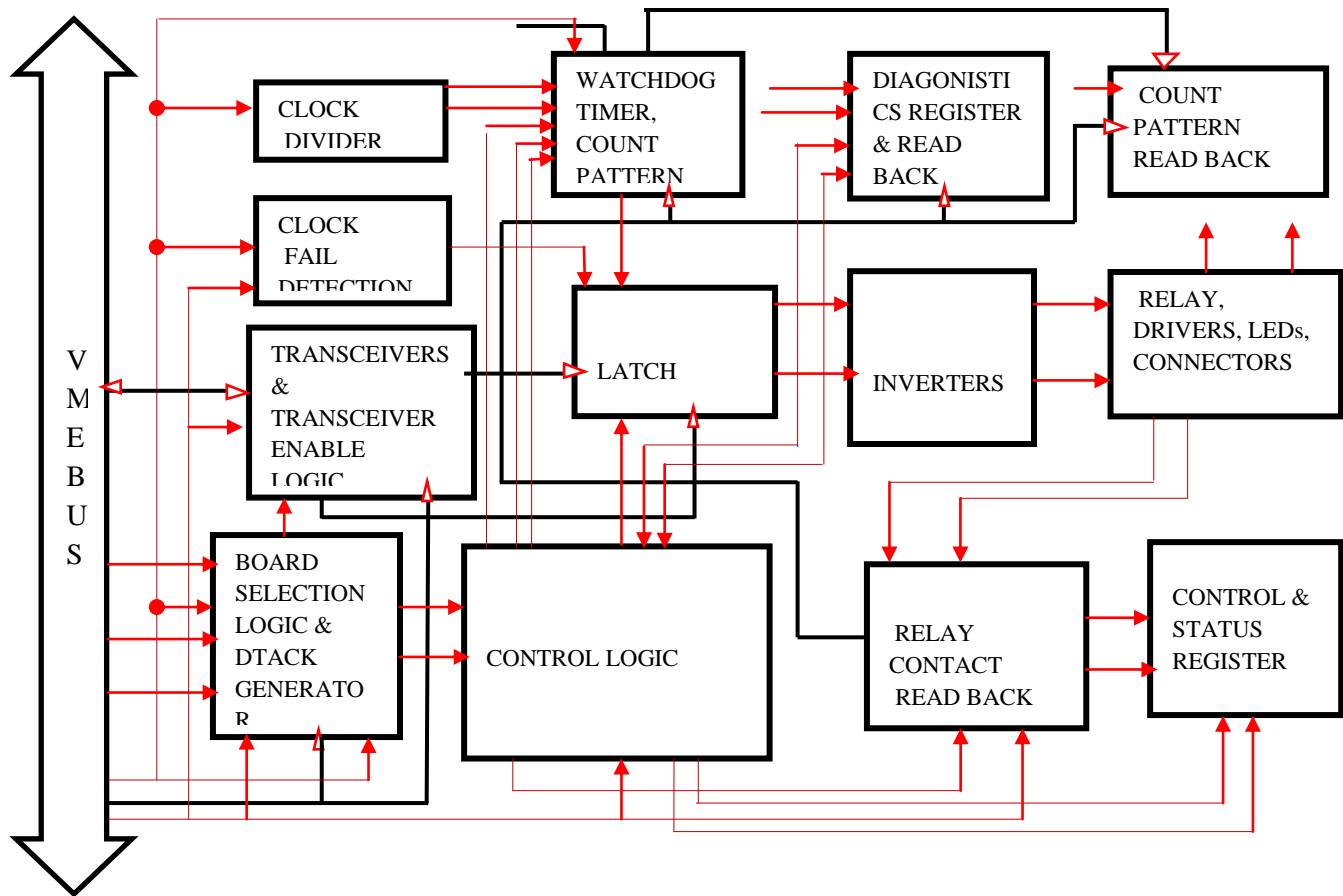 V
M
E
B
U
S
WATCHDOG
TIMER,
COUNT
PATTERN
DIAGONISTI
CS REGISTER
& READ
BACK
COUNT
PATTERN
READ BACK
CLOCK
DIVIDER
CLOCK
FAIL
DETECTION
TRANSCEIVERS
&
TRANSCEIVER
ENABLE
LOGIC
LATCH
INVERTERS
RELAY,
DRIVERS, LEDs,
CONNECTORS
BOARD
SELECTION
LOGIC &
DTACK
GENERATO
R
CONTROL LOGIC
RELAY
CONTACT
READ BACK
CONTROL &
STATUS
REGISTER